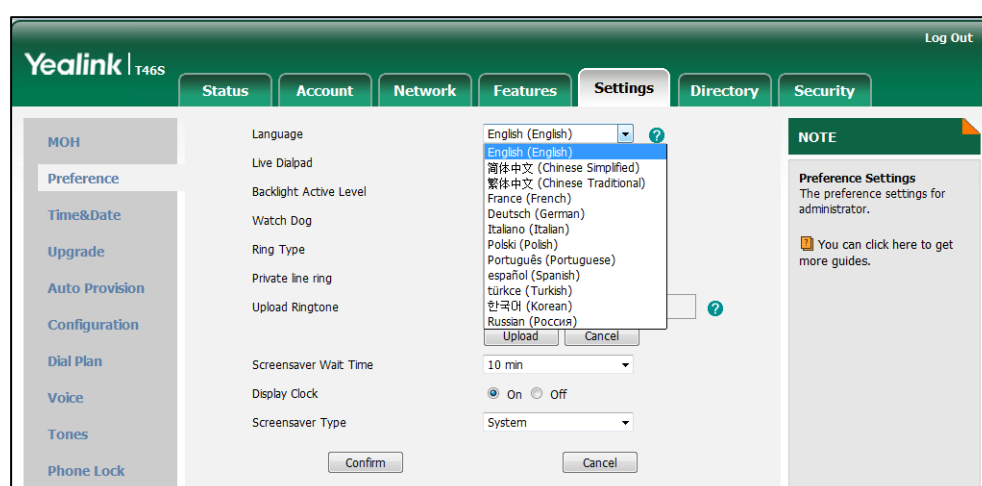 Log Out
Yealink | T46S
Status Account Network Features Settings Directory Security
MOH
Preference
Time&Date
Upgrade
Auto Provision
Configuration
Dial Plan
Voice
Tones
Phone Lock
Language English (English)
English (English)
简体中文 (Chinese Simplified)
繁体中文 (Chinese Traditional)
France (French)
Deutsch (German)
Italiano (Italian)
Polski (Polish)
Português (Portuguese)
español (Spanish)
türkce (Turkish)
한국어 (Korean)
Russian (Россия)
Live Dialpad
Backlight Active Level
Watch Dog
Ring Type
Private line ring
Upload Ringtone
Upload Cancel
Screensaver Wait Time 10 min
Display Clock On Off
Screensaver Type System
Confirm Cancel
NOTE
Preference Settings
The preference settings for
administrator.
You can click here to get
more guides.